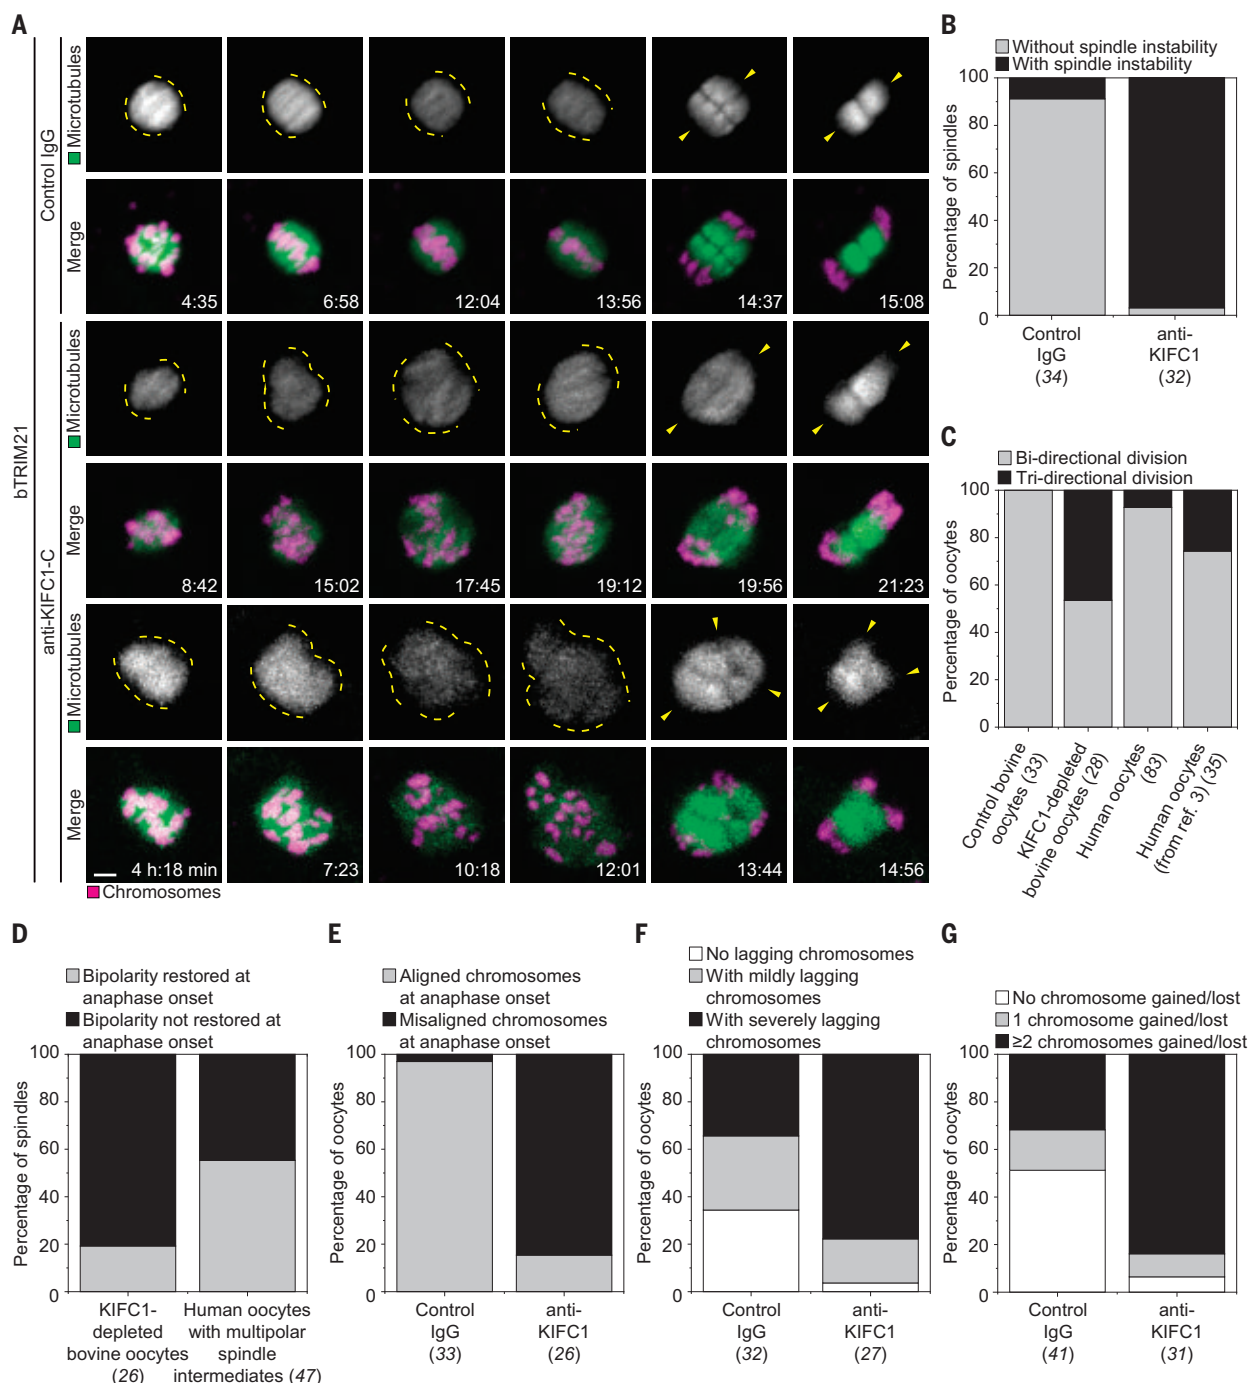 A
bTRIM21
Control IgG
anti-KIFC1-C
Microtubules
Merge
4:35
6:58
12:04
13:56
14:37
15:08
Microtubules
Merge
8:42
15:02
17:45
19:12
19:56
21:23
Microtubules
Merge
4 h:18 min
7:23
10:18
12:01
13:44
14:56
Chromosomes
B
Without spindle instability
With spindle instability
Percentage of spindles
100
80
60
40
20
0
Control
IgG
(34)
anti-
KIFC1
(32)
C
Bi-directional division
Tri-directional division
Percentage of oocytes
100
80
60
40
20
0
Control bovine
oocytes (33)
KIFC1-depleted
bovine oocytes (28)
Human oocytes
(83)
Human oocytes
(from ref. 3) (35)
D
Bipolarity restored at
anaphase onset
Bipolarity not restored at
anaphase onset
Percentage of spindles
100
80
60
40
20
0
KIFC1-
depleted
bovine oocytes
(26)
Human oocytes
with multipolar
spindle
intermediates (47)
E
Aligned chromosomes
at anaphase onset
Misaligned chromosomes
at anaphase onset
Percentage of oocytes
100
80
60
40
20
0
Control
IgG
(33)
anti-
KIFC1
(26)
F
No lagging chromosomes
With mildly lagging
chromosomes
With severely lagging
chromosomes
Percentage of oocytes
100
80
60
40
20
0
Control
IgG
(32)
anti-
KIFC1
(27)
G
No chromosome gained/lost
1 chromosome gained/lost
≥2 chromosomes gained/lost
Percentage of oocytes
100
80
60
40
20
0
Control
IgG
(41)
anti-
KIFC1
(31)